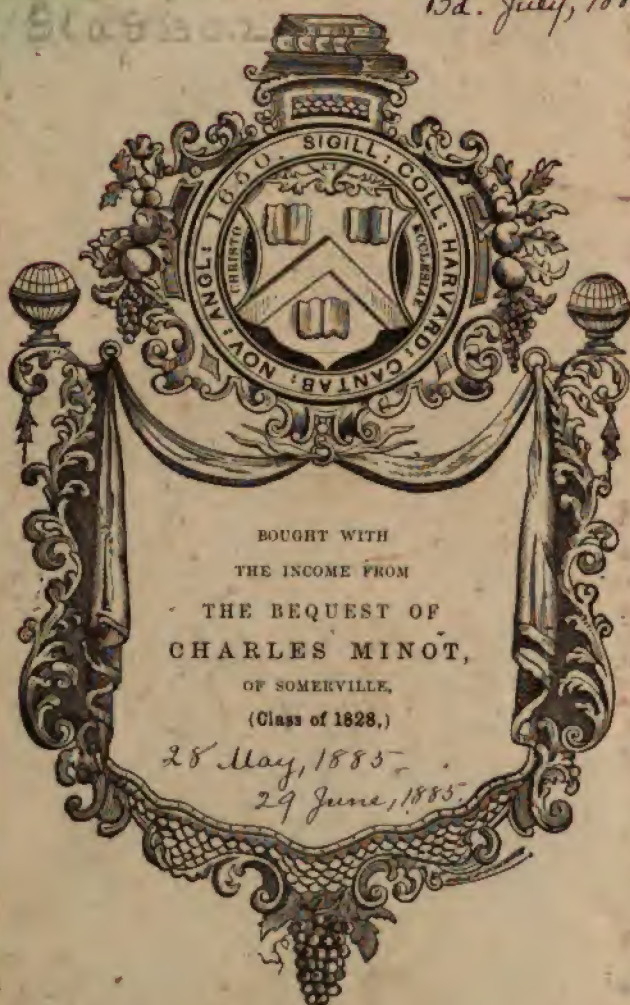 Bd. July, 188
SIGILL: COLL: HARVARD: CANTAB: NOV: ANGL: 1650.
ET
CHRISTO
ECCLESIAE
BOUGHT WITH
THE INCOME FROM
THE BEQUEST OF
CHARLES MINOT,
OF SOMERVILLE,
(Class of 1828.)
28 May, 1885.
29 June, 1885.